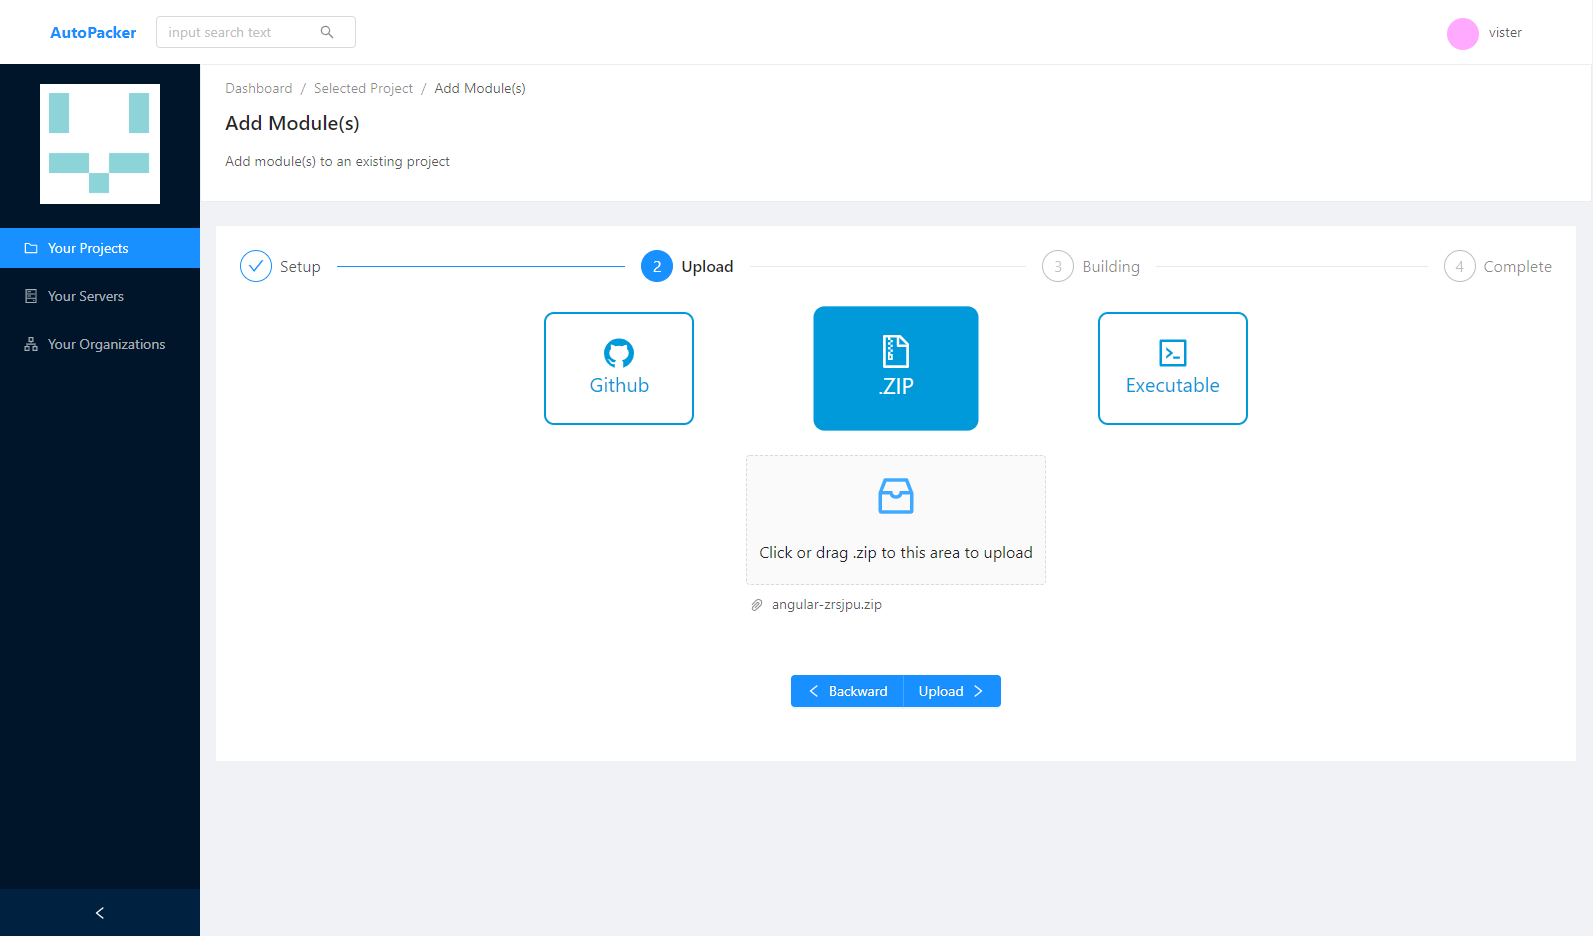 AutoPacker
input search text
vister
Dashboard / Selected Project / Add Module(s)
Add Module(s)
Add module(s) to an existing project
Your Projects
Your Servers
Your Organizations
Setup
2 Upload
3 Building
4 Complete
Github
.ZIP
Executable
Click or drag .zip to this area to upload
angular-zrsjpu.zip
Backward
Upload